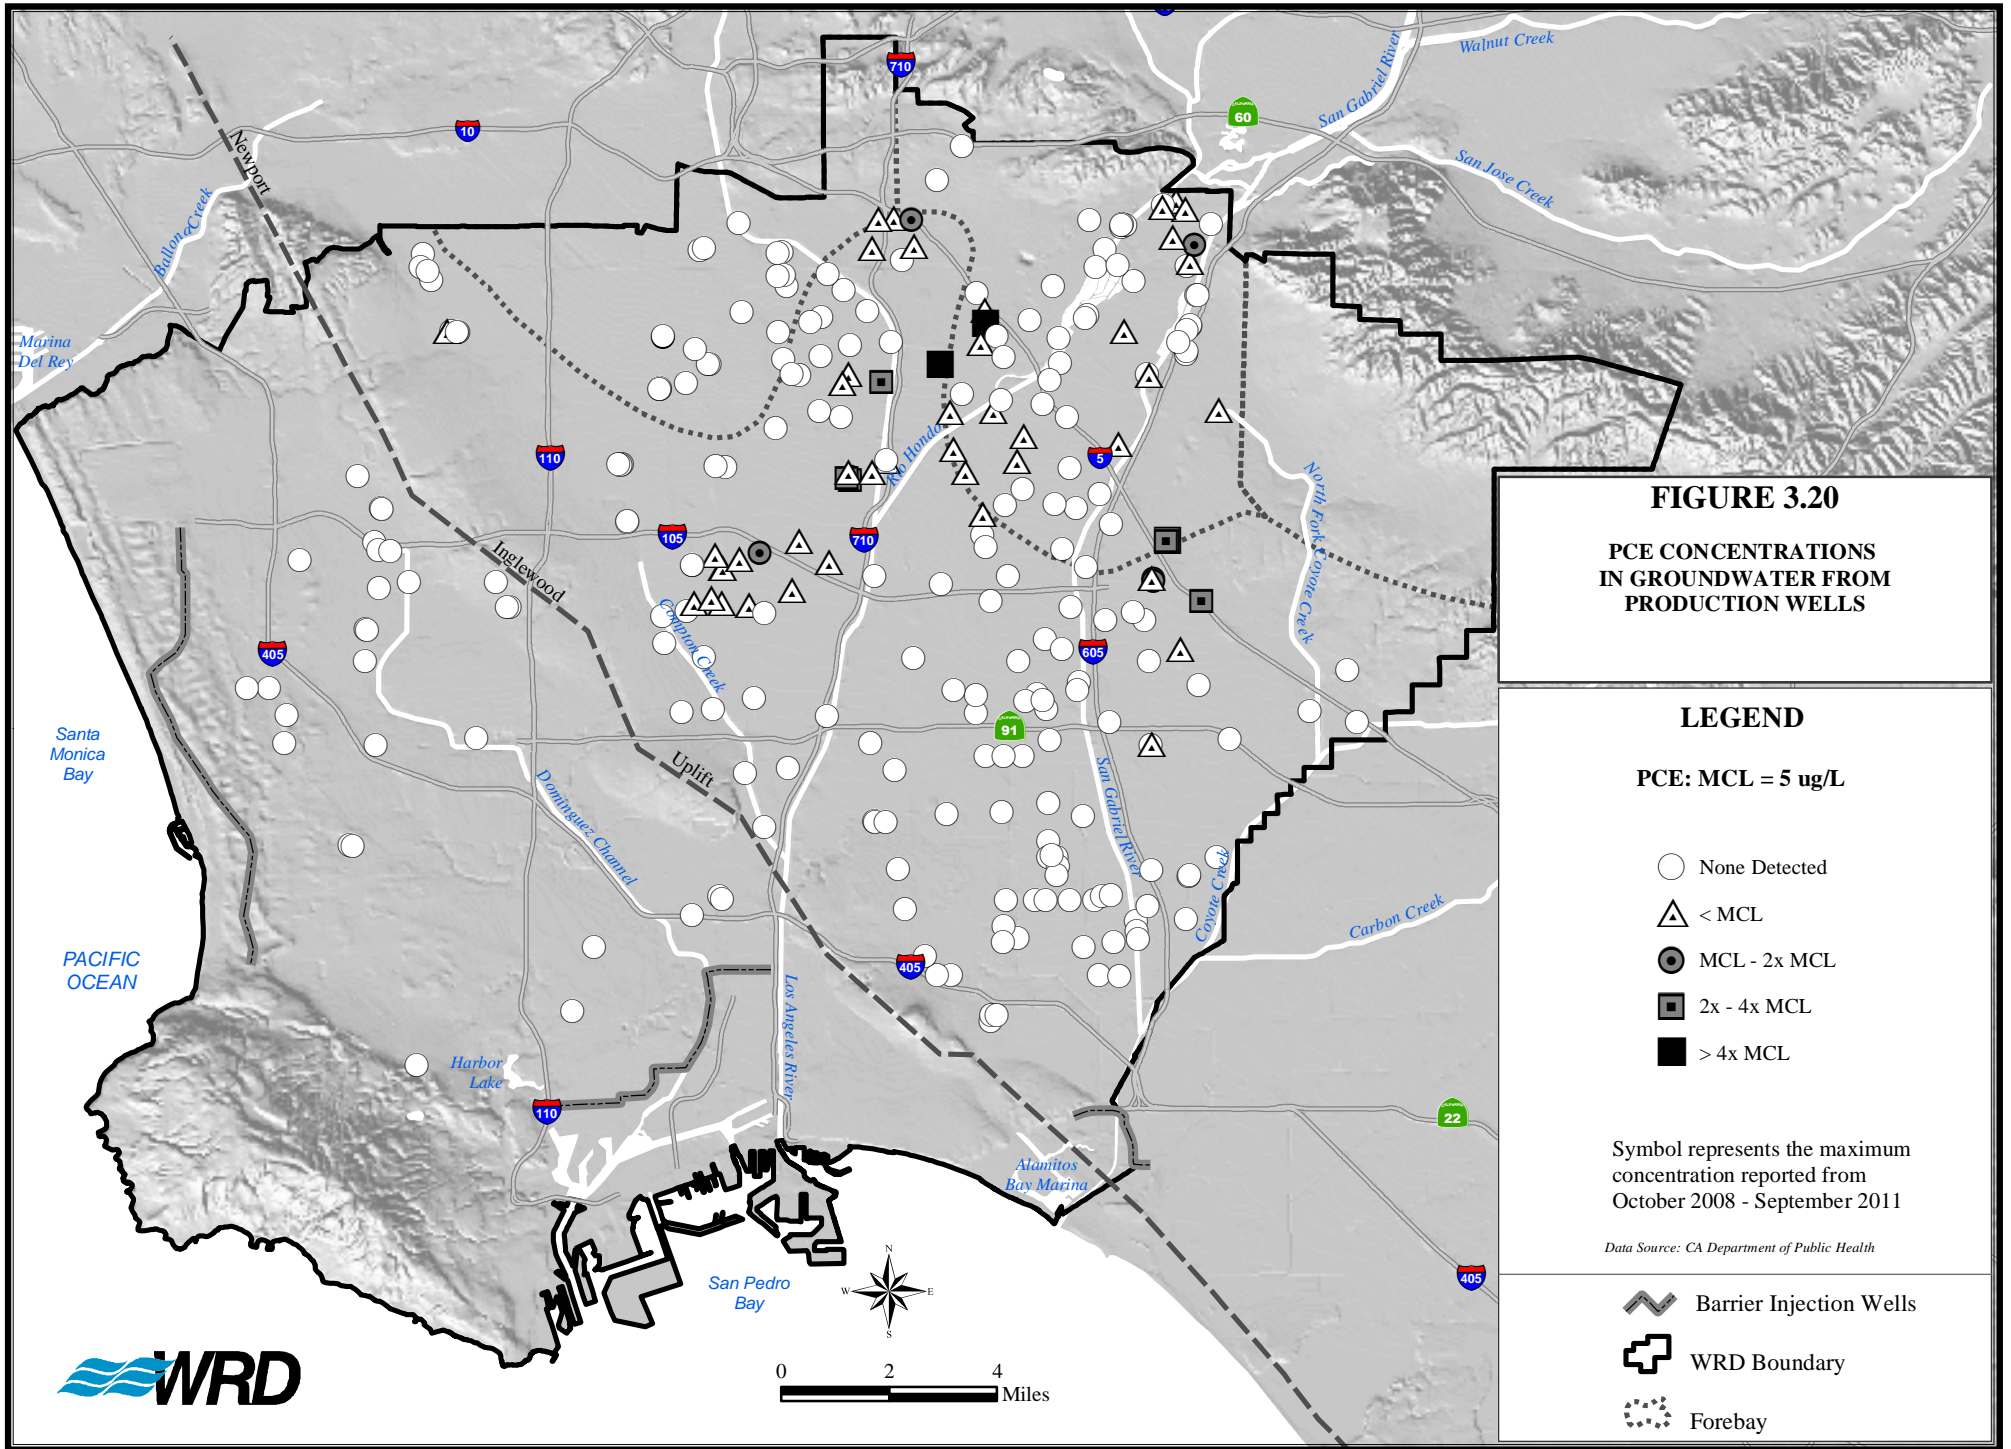 710
10
60
Walnut Creek
San Gabriel River
San Jose Creek
Newport
Ballona Creek
Marina
Del Rey
110
5
Rio Hondo
North Fork Coyote Creek
105
710
Inglewood
Compton Creek
405
605
Santa
Monica
Bay
91
Uplift
Dominguez Channel
San Gabriel River
Coyote Creek
Carbon Creek
PACIFIC
OCEAN
405
Los Angeles River
Harbor
Lake
110
22
Alamitos
Bay Marina
San Pedro
Bay
405
N
W
E
S
0 2 4
Miles
WRD
FIGURE 3.20
PCE CONCENTRATIONS
IN GROUNDWATER FROM
PRODUCTION WELLS
LEGEND
PCE: MCL = 5 ug/L
None Detected
< MCL
MCL - 2x MCL
2x - 4x MCL
> 4x MCL
Symbol represents the maximum
concentration reported from
October 2008 - September 2011
Data Source: CA Department of Public Health
Barrier Injection Wells
WRD Boundary
Forebay